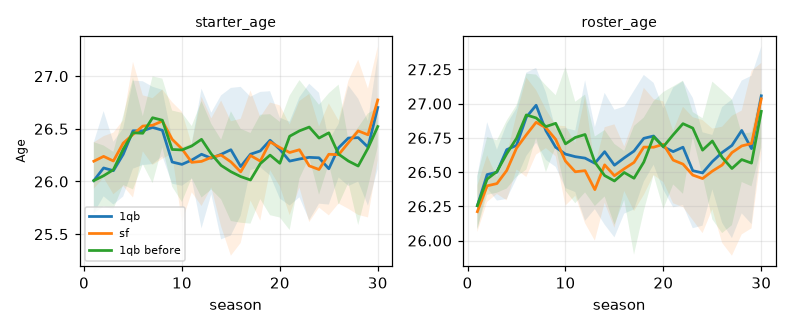 starter_age
Age
27.0
26.5
26.0
25.5
1qb
sf
1qb before
0 10 20 30
season
roster_age
27.25
27.00
26.75
26.50
26.25
26.00
0 10 20 30
season